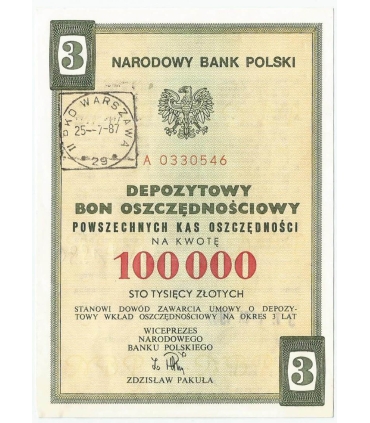 3
NARODOWY BANK POLSKI
II PKO WARSZAWA
25--7-87
* 29 *
A 0330546
DEPOZYTOWY
BON OSZCZĘDNOŚCIOWY
POWSZECHNYCH KAS OSZCZĘDNOŚCI
NA KWOTĘ
100 000
STO TYSIĘCY ZŁOTYCH
STANOWI DOWÓD ZAWARCIA UMOWY O DEPOZY-
TOWY WKŁAD OSZCZĘDNOŚCIOWY NA OKRES 3 LAT
WICEPREZES
NARODOWEGO
BANKU POLSKIEGO
ZDZISŁAW PAKUŁA
3